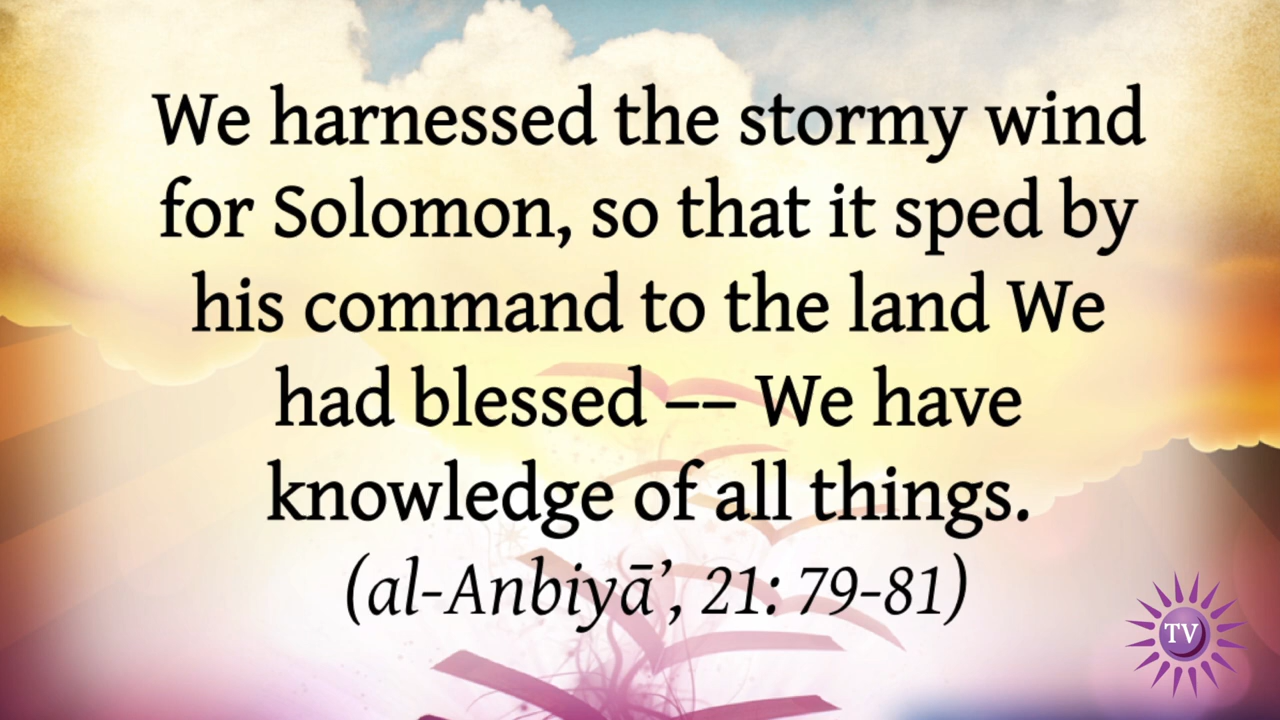 We harnessed the stormy wind
for Solomon, so that it sped by
his command to the land We
had blessed –– We have
knowledge of all things.
(al-Anbiyā’, 21: 79-81)
TV